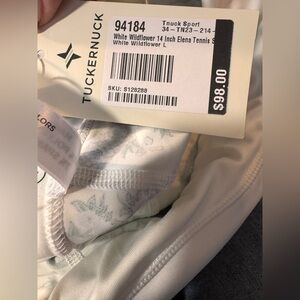 TUCKERNUCK
94184
Tnuck Sport
34-TN23-214-
White Wildflower 14 Inch Elena Tennis S
White Wildflower L
SKU: S128288
$98.00
LORS